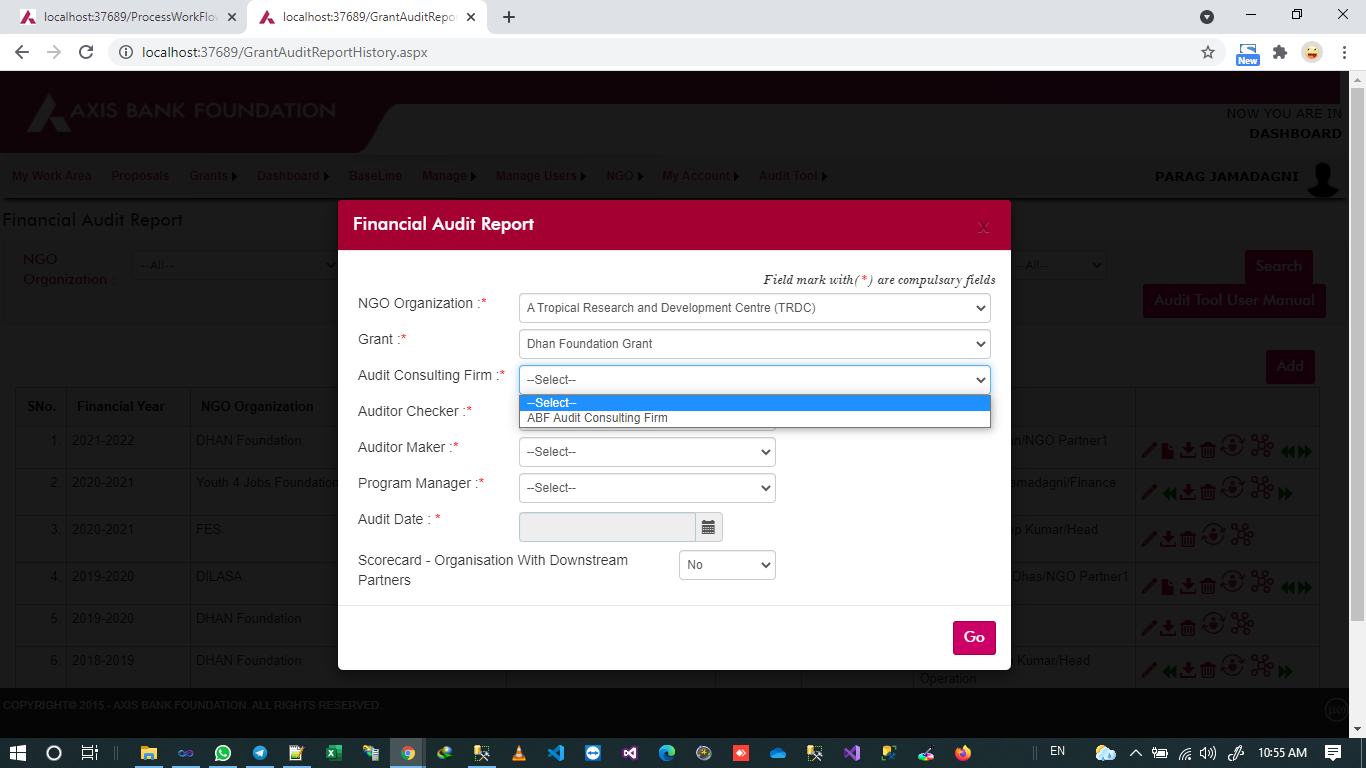 localhost:37689/ProcessWorkFlo
localhost:37689/GrantAuditRepo
localhost:37689/GrantAuditReportHistory.aspx
New
AXIS BANK FOUNDATION
NOW YOU ARE IN
DASHBOARD
My Work Area Proposals Grants Dashboard BaseLine Manage Manage Users NGO My Account Audit Tool
PARAG JAMADAGNI
Financial Audit Report
NGO
Organization :
--All--
--All--
Search
Audit Tool User Manual
Add
Financial Audit Report
x
Field mark with(*) are compulsary fields
NGO Organization :*
A Tropical Research and Development Centre (TRDC)
Grant :*
Dhan Foundation Grant
Audit Consulting Firm :*
--Select--
--Select--
ABF Audit Consulting Firm
Auditor Checker :*
Auditor Maker :*
--Select--
Program Manager :*
--Select--
Audit Date : *
Scorecard - Organisation With Downstream
Partners
No
Go
SNo. Financial Year NGO Organization
1. 2021-2022 DHAN Foundation
n/NGO Partner1
2. 2020-2021 Youth 4 Jobs Foundation
amadagni/Finance
3. 2020-2021 FES
Kumar/Head
4. 2019-2020 DILASA
Dhas/NGO Partner1
5. 2019-2020 DHAN Foundation
6. 2018-2019 DHAN Foundation
Kumar/Head
Operation
COPYRIGHT© 2015 - AXIS BANK FOUNDATION. ALL RIGHTS RESERVED.
EN
10:55 AM